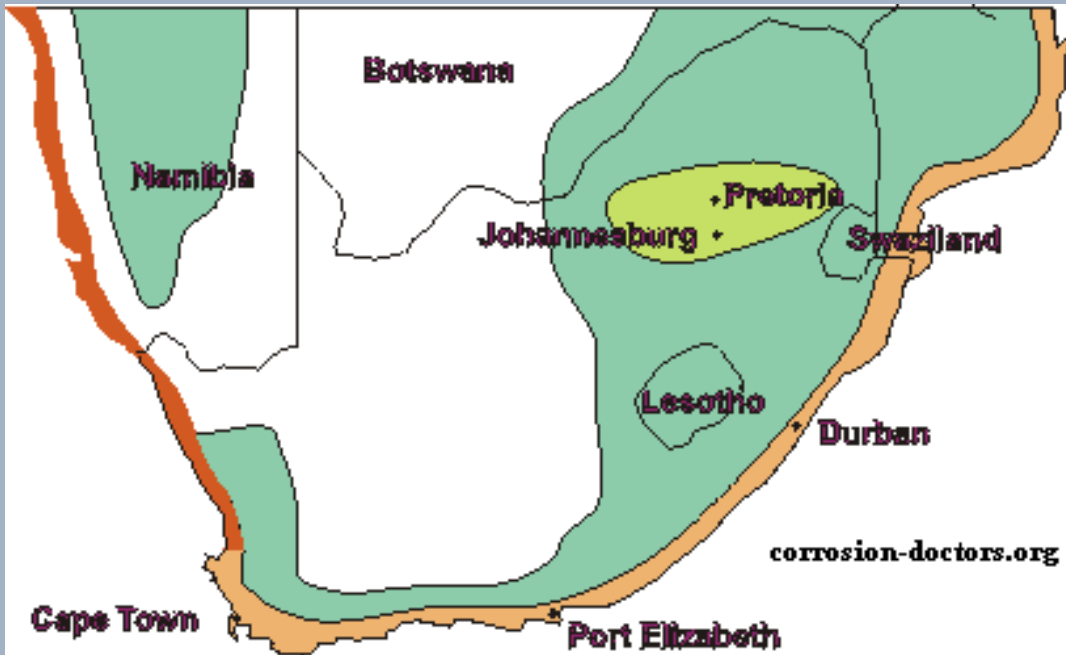 Botswana
Namibia
Pretoria
Johannesburg
Swaziland
Lesotho
Durban
corrosion-doctors.org
Cape Town
Port Elizabeth